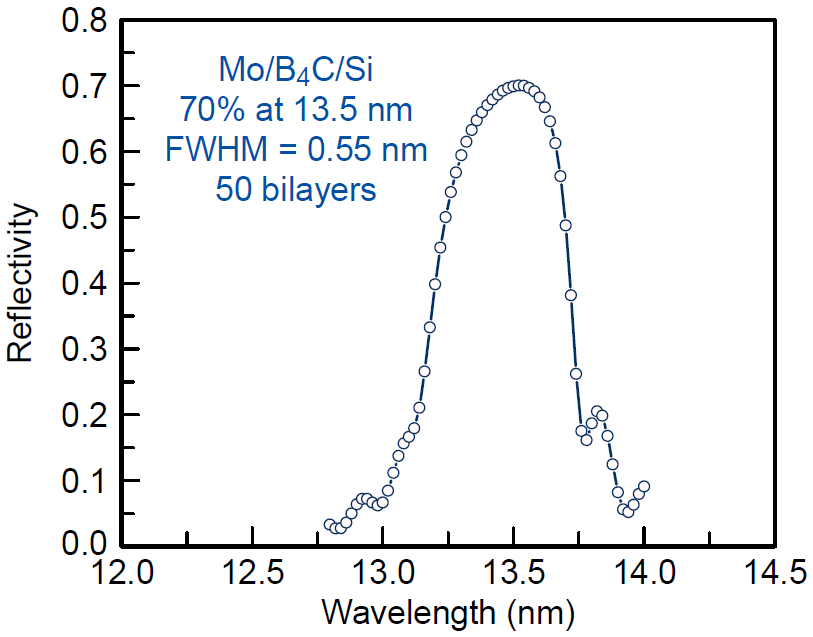 0.8
0.7
0.6
0.5
0.4
0.3
0.2
0.1
0.0
Reflectivity
Mo/B₄C/Si
70% at 13.5 nm
FWHM = 0.55 nm
50 bilayers
12.0 12.5 13.0 13.5 14.0 14.5
Wavelength (nm)